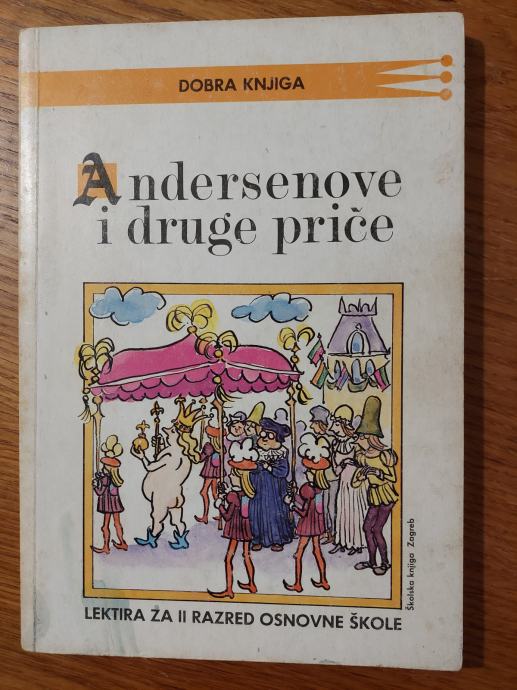 DOBRA KNJIGA
Andersenove
i druge priče
Školska knjiga Zagreb
LEKTIRA ZA II RAZRED OSNOVNE ŠKOLE